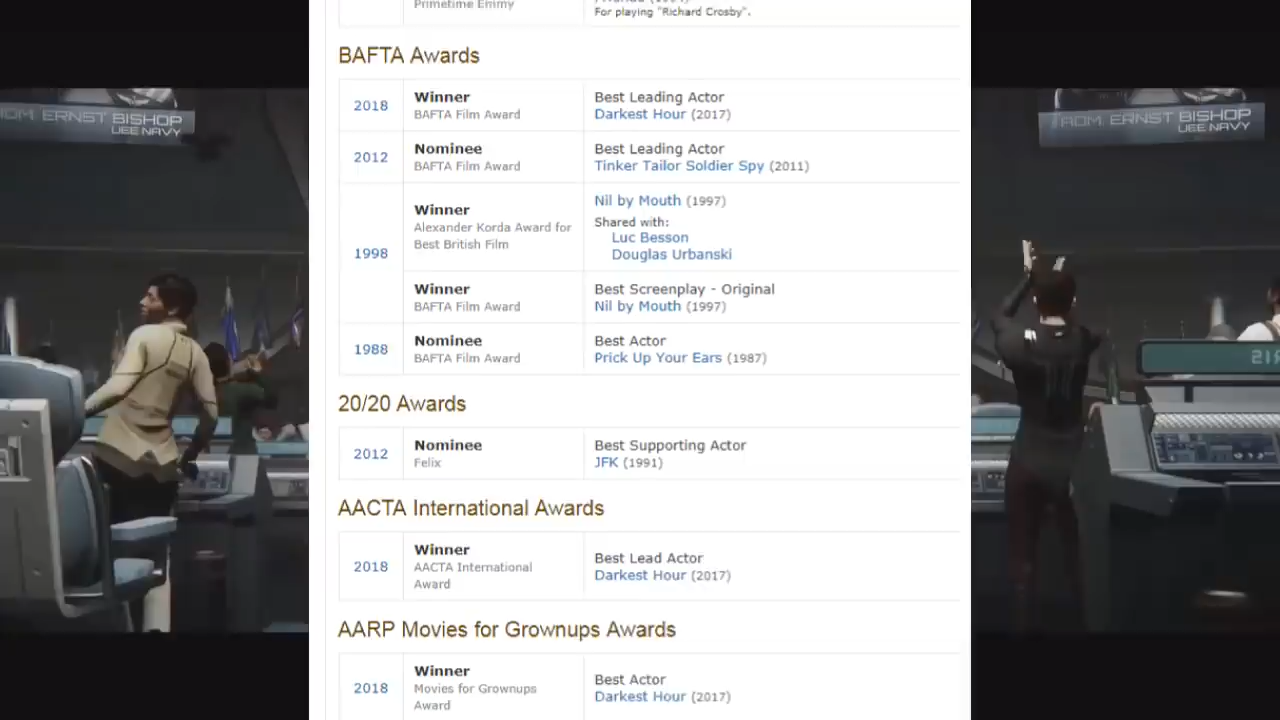 Primetime Emmy
For playing "Richard Crosby".
BAFTA Awards
2018
Winner
BAFTA Film Award
Best Leading Actor
Darkest Hour (2017)
2012
Nominee
BAFTA Film Award
Best Leading Actor
Tinker Tailor Soldier Spy (2011)
1998
Winner
Alexander Korda Award for
Best British Film
Nil by Mouth (1997)
Shared with:
Luc Besson
Douglas Urbanski
Winner
BAFTA Film Award
Best Screenplay - Original
Nil by Mouth (1997)
1988
Nominee
BAFTA Film Award
Best Actor
Prick Up Your Ears (1987)
20/20 Awards
2012
Nominee
Felix
Best Supporting Actor
JFK (1991)
AACTA International Awards
2018
Winner
AACTA International
Award
Best Lead Actor
Darkest Hour (2017)
AARP Movies for Grownups Awards
2018
Winner
Movies for Grownups
Award
Best Actor
Darkest Hour (2017)
ERNST BISHOP
UEE NAVY
ERNST BISHOP
UEE NAVY